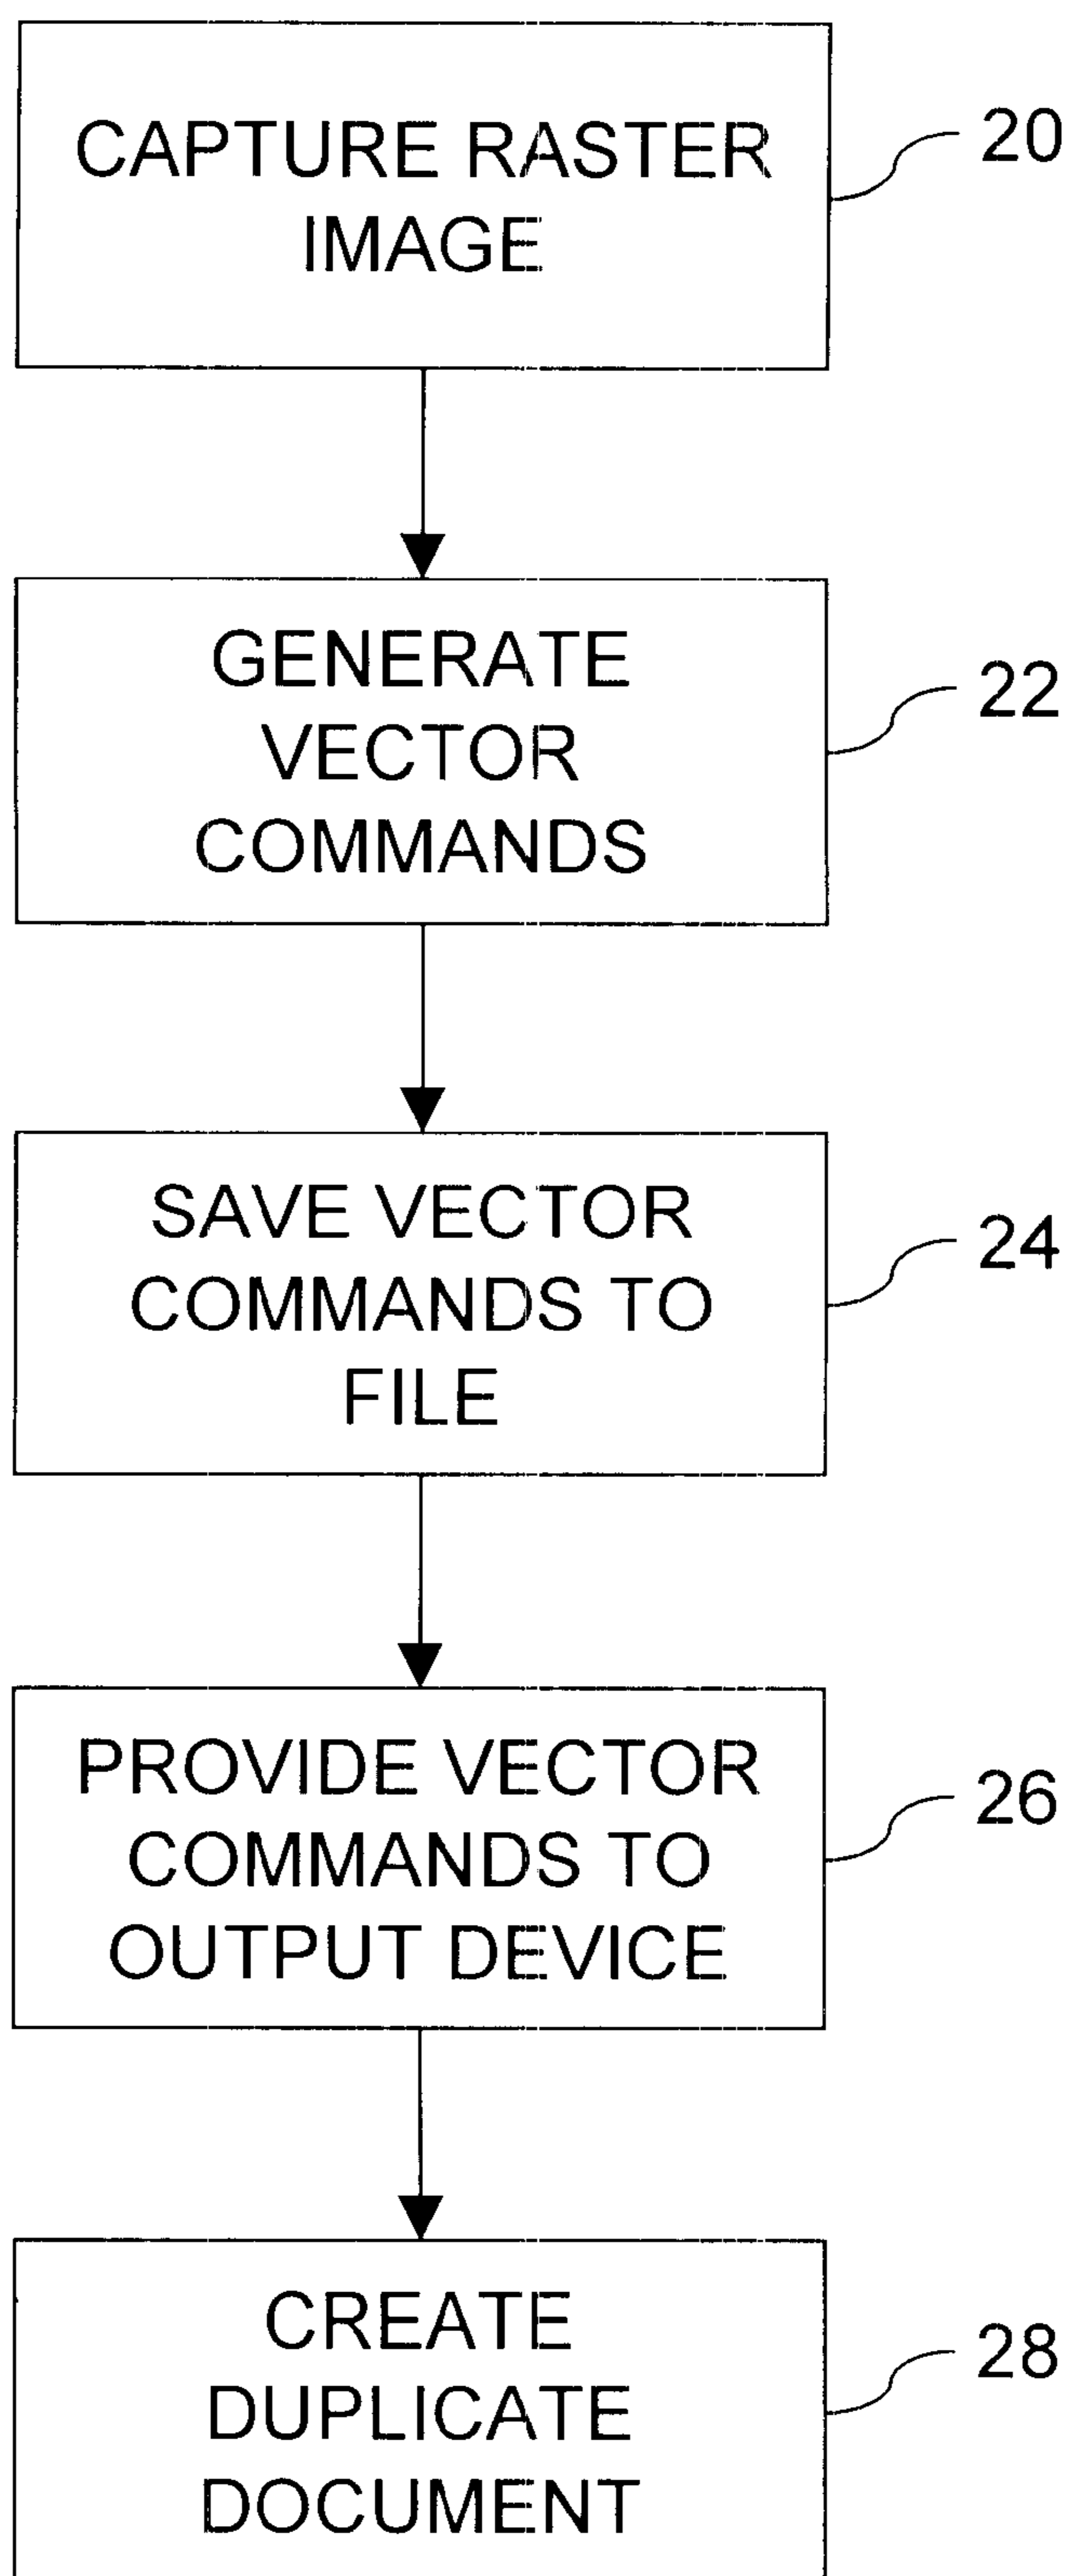 CAPTURE RASTER
IMAGE
20
GENERATE
VECTOR
COMMANDS
22
SAVE VECTOR
COMMANDS TO
FILE
24
PROVIDE VECTOR
COMMANDS TO
OUTPUT DEVICE
26
CREATE
DUPLICATE
DOCUMENT
28